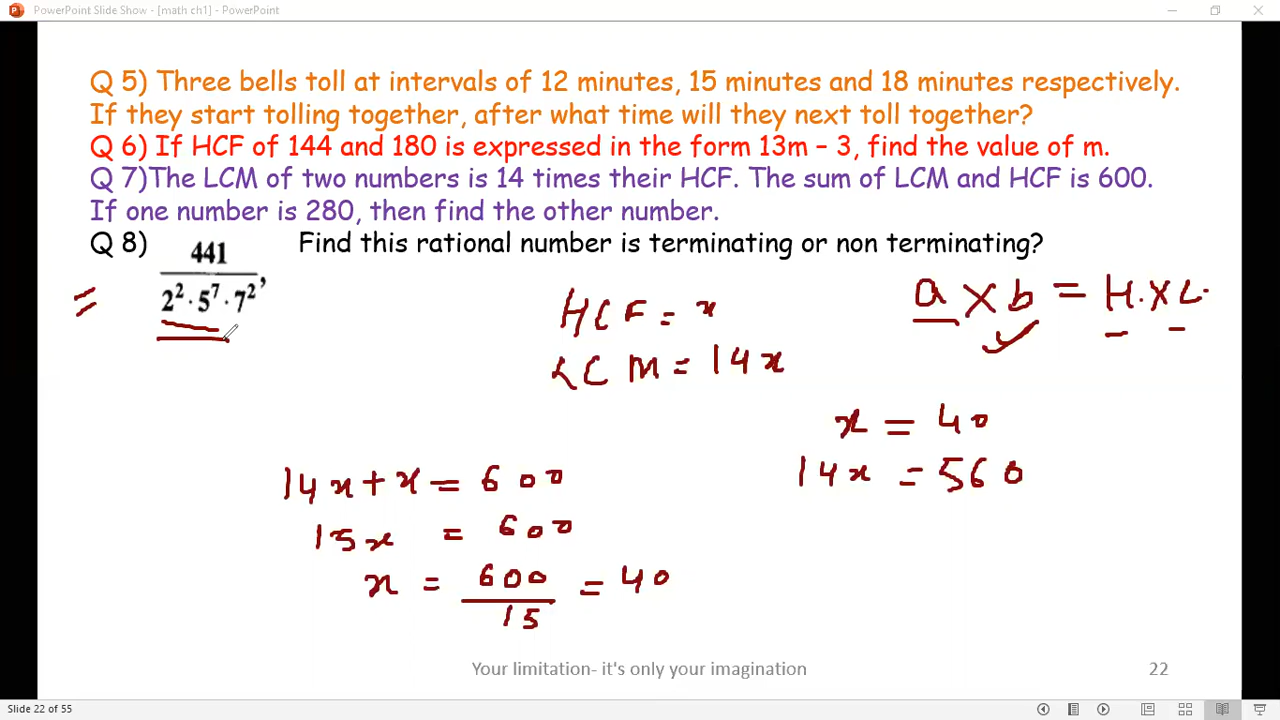 PowerPoint Slide Show - [math ch1] - PowerPoint
Q 5) Three bells toll at intervals of 12 minutes, 15 minutes and 18 minutes respectively.
If they start tolling together, after what time will they next toll together?
Q 6) If HCF of 144 and 180 is expressed in the form 13m – 3, find the value of m.
Q 7)The LCM of two numbers is 14 times their HCF. The sum of LCM and HCF is 600.
If one number is 280, then find the other number.
Q 8) 441 / 2² · 5⁷ · 7², Find this rational number is terminating or non terminating?
=
HCF = x
LCM = 14x
a × b = H. × L.
x = 40
14x = 560
14x + x = 600
15x = 600
x = 600 / 15 = 40
Your limitation- it's only your imagination
22
Slide 22 of 55